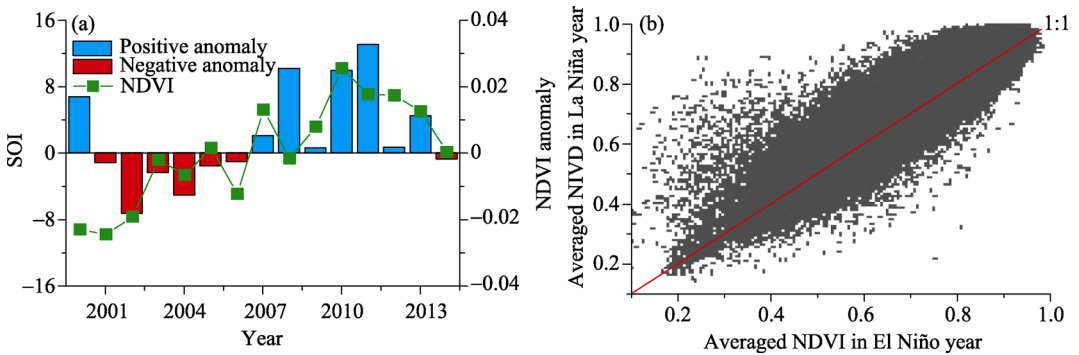 (a)
Positive anomaly
Negative anomaly
NDVI
SOI
16
8
0
−8
−16
0.04
0.02
0
−0.02
−0.04
NDVI anomaly
2001 2004 2007 2010 2013
Year
(b)
1:1
Averaged NIVD in La Niña year
1.0
0.8
0.6
0.4
0.2
0.2 0.4 0.6 0.8 1.0
Averaged NDVI in El Niño year